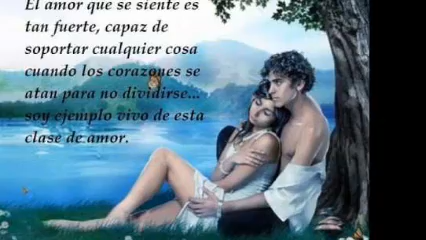 El amor que se siente es
tan fuerte, capaz de
soportar cualquier cosa
cuando los corazones se
atan para no dividirse...
soy ejemplo vivo de esta
clase de amor.